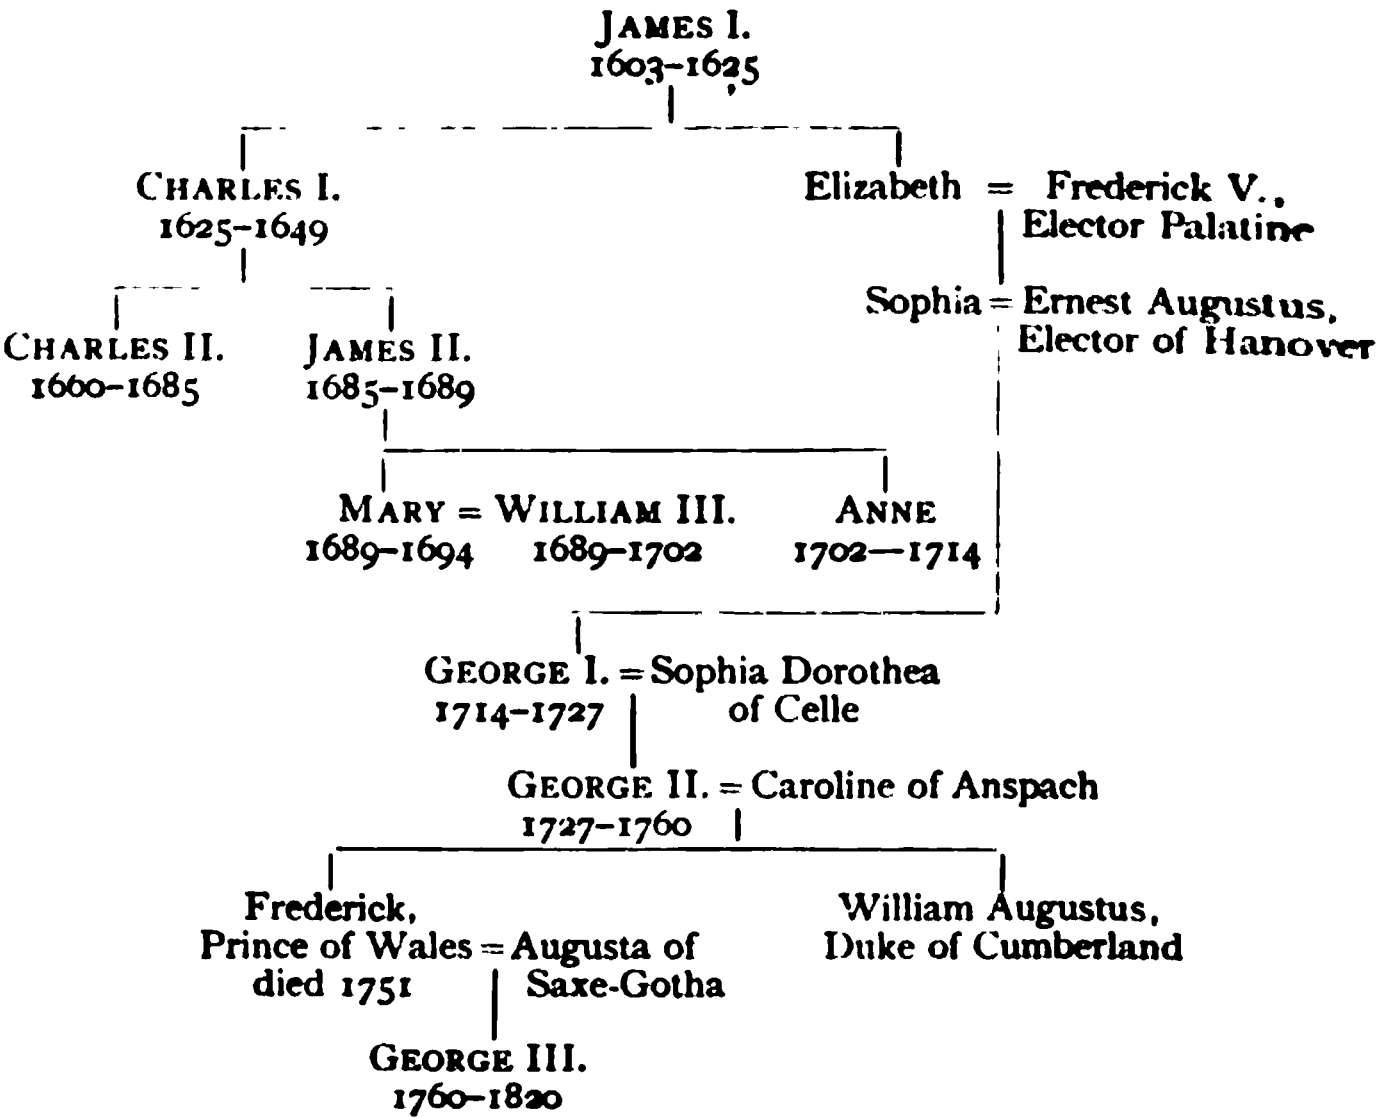 JAMES I.
1603–1625
CHARLES I.
1625–1649
Elizabeth = Frederick V.,
Elector Palatine
Sophia = Ernest Augustus,
Elector of Hanover
CHARLES II.
1660–1685
JAMES II.
1685–1689
MARY = WILLIAM III.
1689–1694 1689–1702
ANNE
1702—1714
GEORGE I. = Sophia Dorothea
1714–1727 of Celle
GEORGE II. = Caroline of Anspach
1727–1760
Frederick,
Prince of Wales = Augusta of
died 1751 Saxe-Gotha
William Augustus,
Duke of Cumberland
GEORGE III.
1760–1820